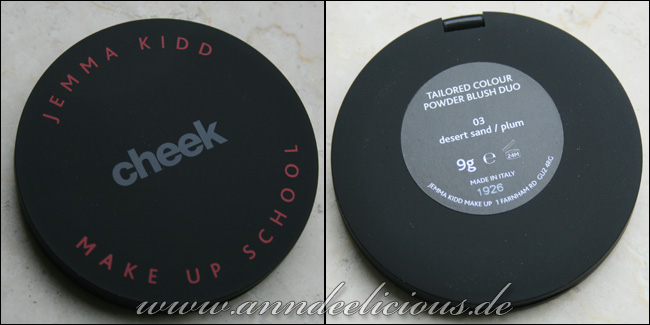 JEMMA KIDD
cheek
MAKE UP SCHOOL
TAILORED COLOUR
POWDER BLUSH DUO
03
desert sand / plum
9g e 24M
MADE IN ITALY
1926
JEMMA KIDD MAKE UP 1 FARNHAM RD GU2 4RG
www.anndeelicious.de